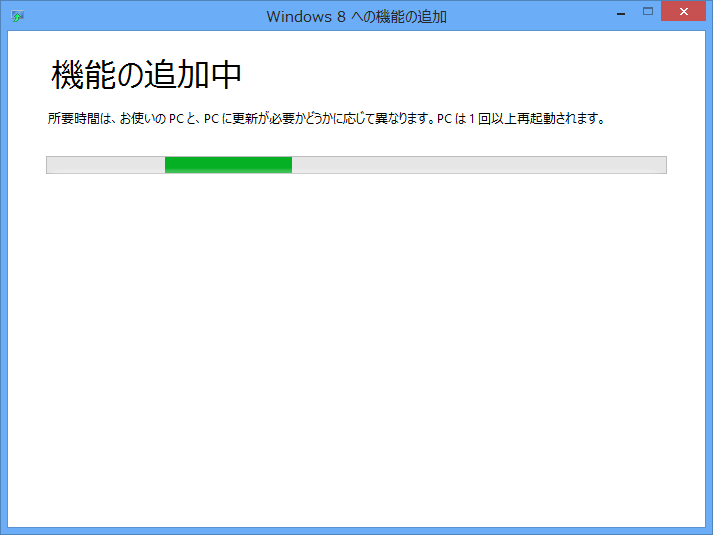 Windows 8 への機能の追加
機能の追加中
所要時間は、お使いの PC と、PC に更新が必要かどうかに応じて異なります。PC は 1 回以上再起動されます。